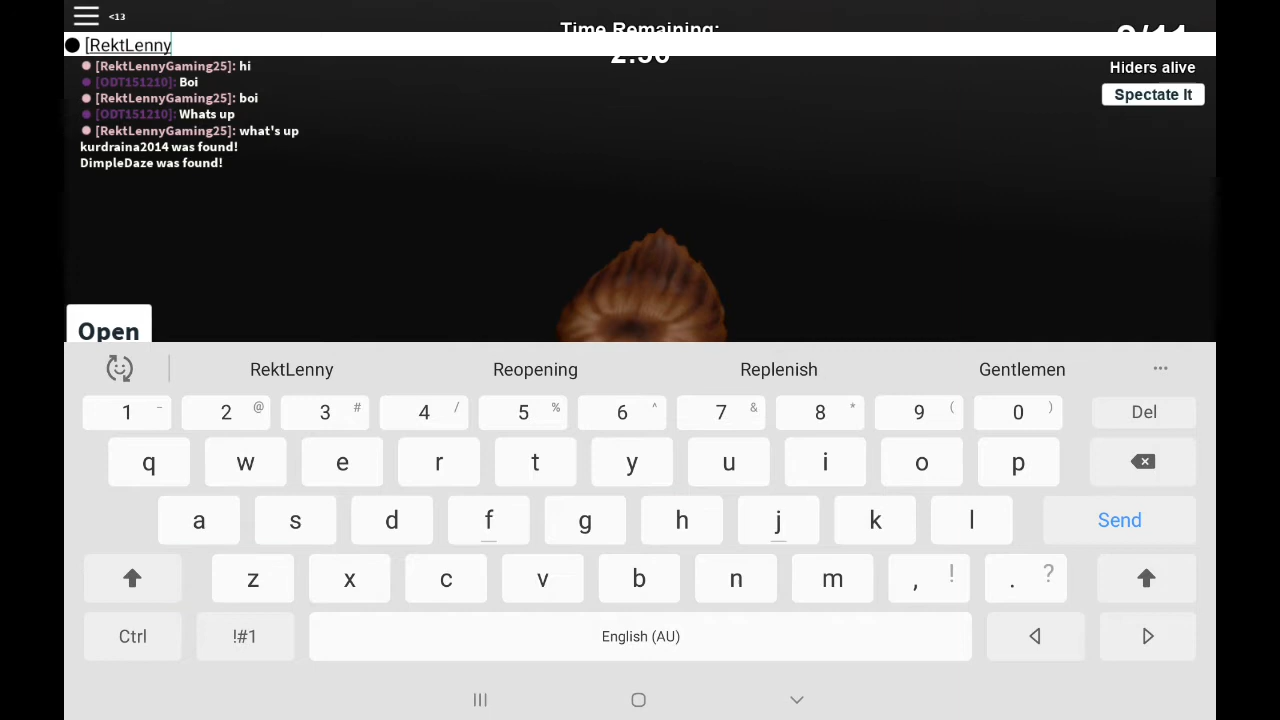 <13
Time Remaining:
[RektLenny
[RektLennyGaming25]: hi
Hiders alive
[ODT151210]: Boi
Spectate It
[RektLennyGaming25]: boi
[ODT151210]: Whats up
[RektLennyGaming25]: what's up
kurdraina2014 was found!
DimpleDaze was found!
Open
RektLenny Reopening Replenish Gentlemen ...
1 - 2 @ 3 # 4 / 5 % 6 ^ 7 & 8 * 9 ( 0 ) Del
q w e r t y u i o p
a s d f g h j k l Send
z x c v b n m , ! . ?
Ctrl !#1 English (AU)